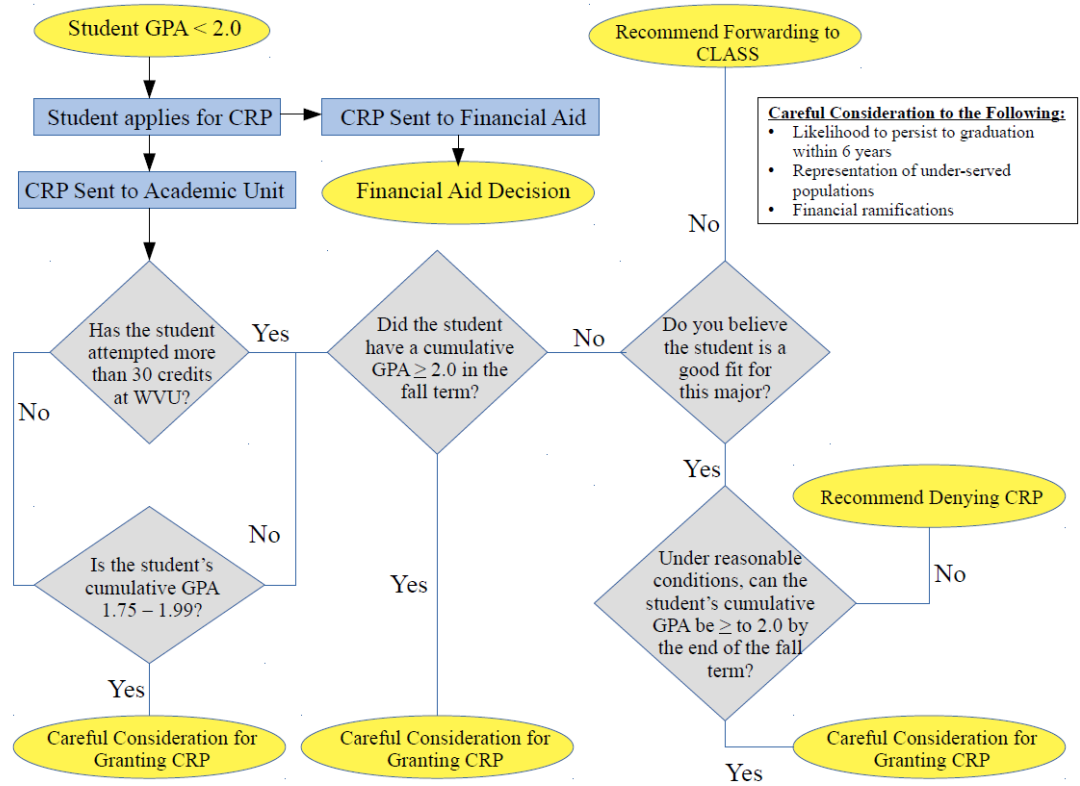 Student GPA < 2.0
Recommend Forwarding to
CLASS
Student applies for CRP
CRP Sent to Financial Aid
Careful Consideration to the Following:
• Likelihood to persist to graduation
within 6 years
• Representation of under-served
populations
• Financial ramifications
CRP Sent to Academic Unit
Financial Aid Decision
No
Has the student
attempted more
than 30 credits
at WVU?
Yes
No
Did the student
have a cumulative
GPA ≥ 2.0 in the
fall term?
No
Do you believe
the student is a
good fit for
this major?
Yes
Is the student’s
cumulative GPA
1.75 – 1.99?
No
Yes
Yes
Under reasonable
conditions, can the
student’s cumulative
GPA be ≥ to 2.0 by
the end of the fall
term?
No
Recommend Denying CRP
Careful Consideration for
Granting CRP
Careful Consideration for
Granting CRP
Yes
Careful Consideration for
Granting CRP